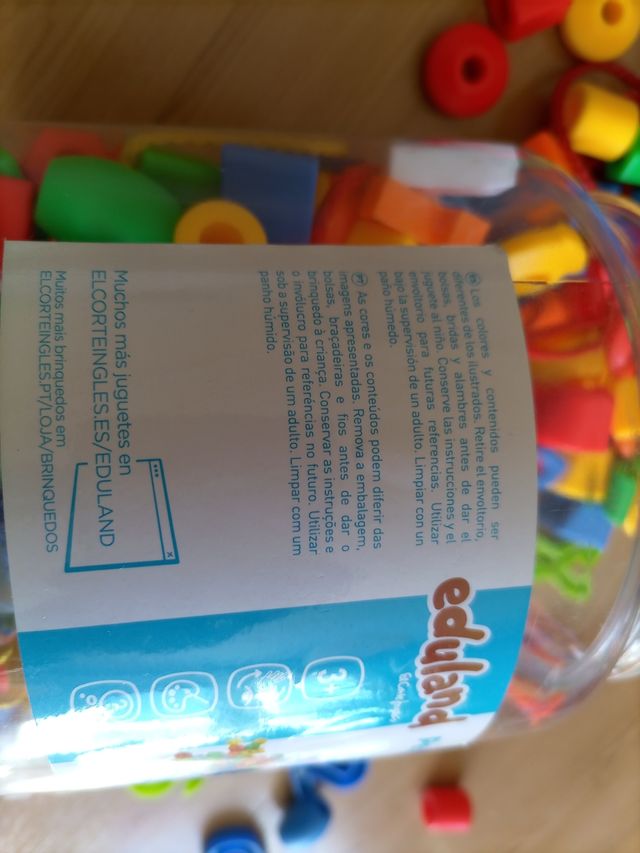 ES Los colores y contenidos pueden ser
diferentes de los ilustrados. Retire el envoltorio,
bolsas, bridas y alambres antes de dar el
juguete al niño. Conserve las instrucciones y el
envoltorio para futuras referencias. Utilizar
bajo la supervisión de un adulto. Limpiar con un
paño húmedo.
As cores e os conteúdos podem diferir das
imagens apresentadas. Remova a embalagem,
bolsas, braçadeiras e fios antes de dar o
brinquedo à criança. Conservar as instruções e
o invólucro para referências no futuro. Utilizar
sob a supervisão de um adulto. Limpar com um
panho húmido.
Muchos más juguetes en
ELCORTEINGLES.ES/EDULAND
Muitos mais brinquedos em
ELCORTEINGLES.PT/LOJA/BRINQUEDOS
x
eduland
El Corte Inglés
3+